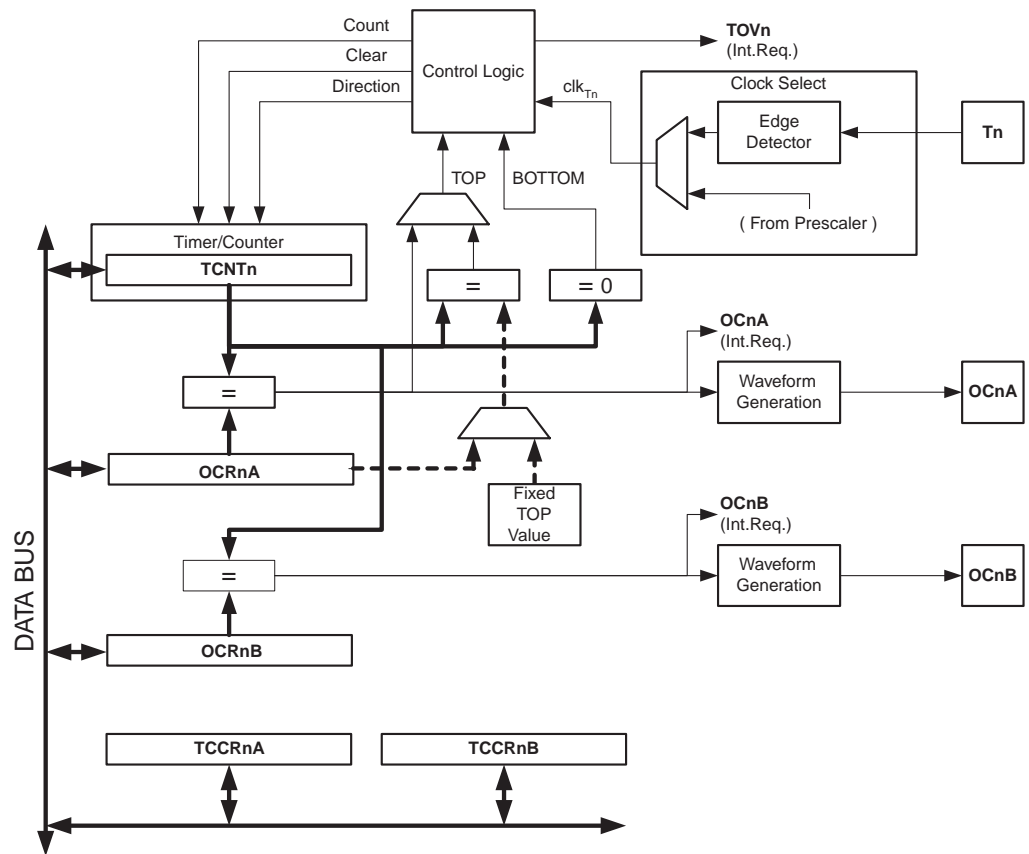 Count
Clear
Direction
Control Logic
TOVn
(Int.Req.)
Clock Select
clkTn
Edge
Detector
Tn
( From Prescaler )
TOP
BOTTOM
Timer/Counter
TCNTn
=
= 0
OCnA
(Int.Req.)
=
Waveform
Generation
OCnA
OCRnA
Fixed
TOP
Value
OCnB
(Int.Req.)
=
Waveform
Generation
OCnB
OCRnB
DATA BUS
TCCRnA
TCCRnB